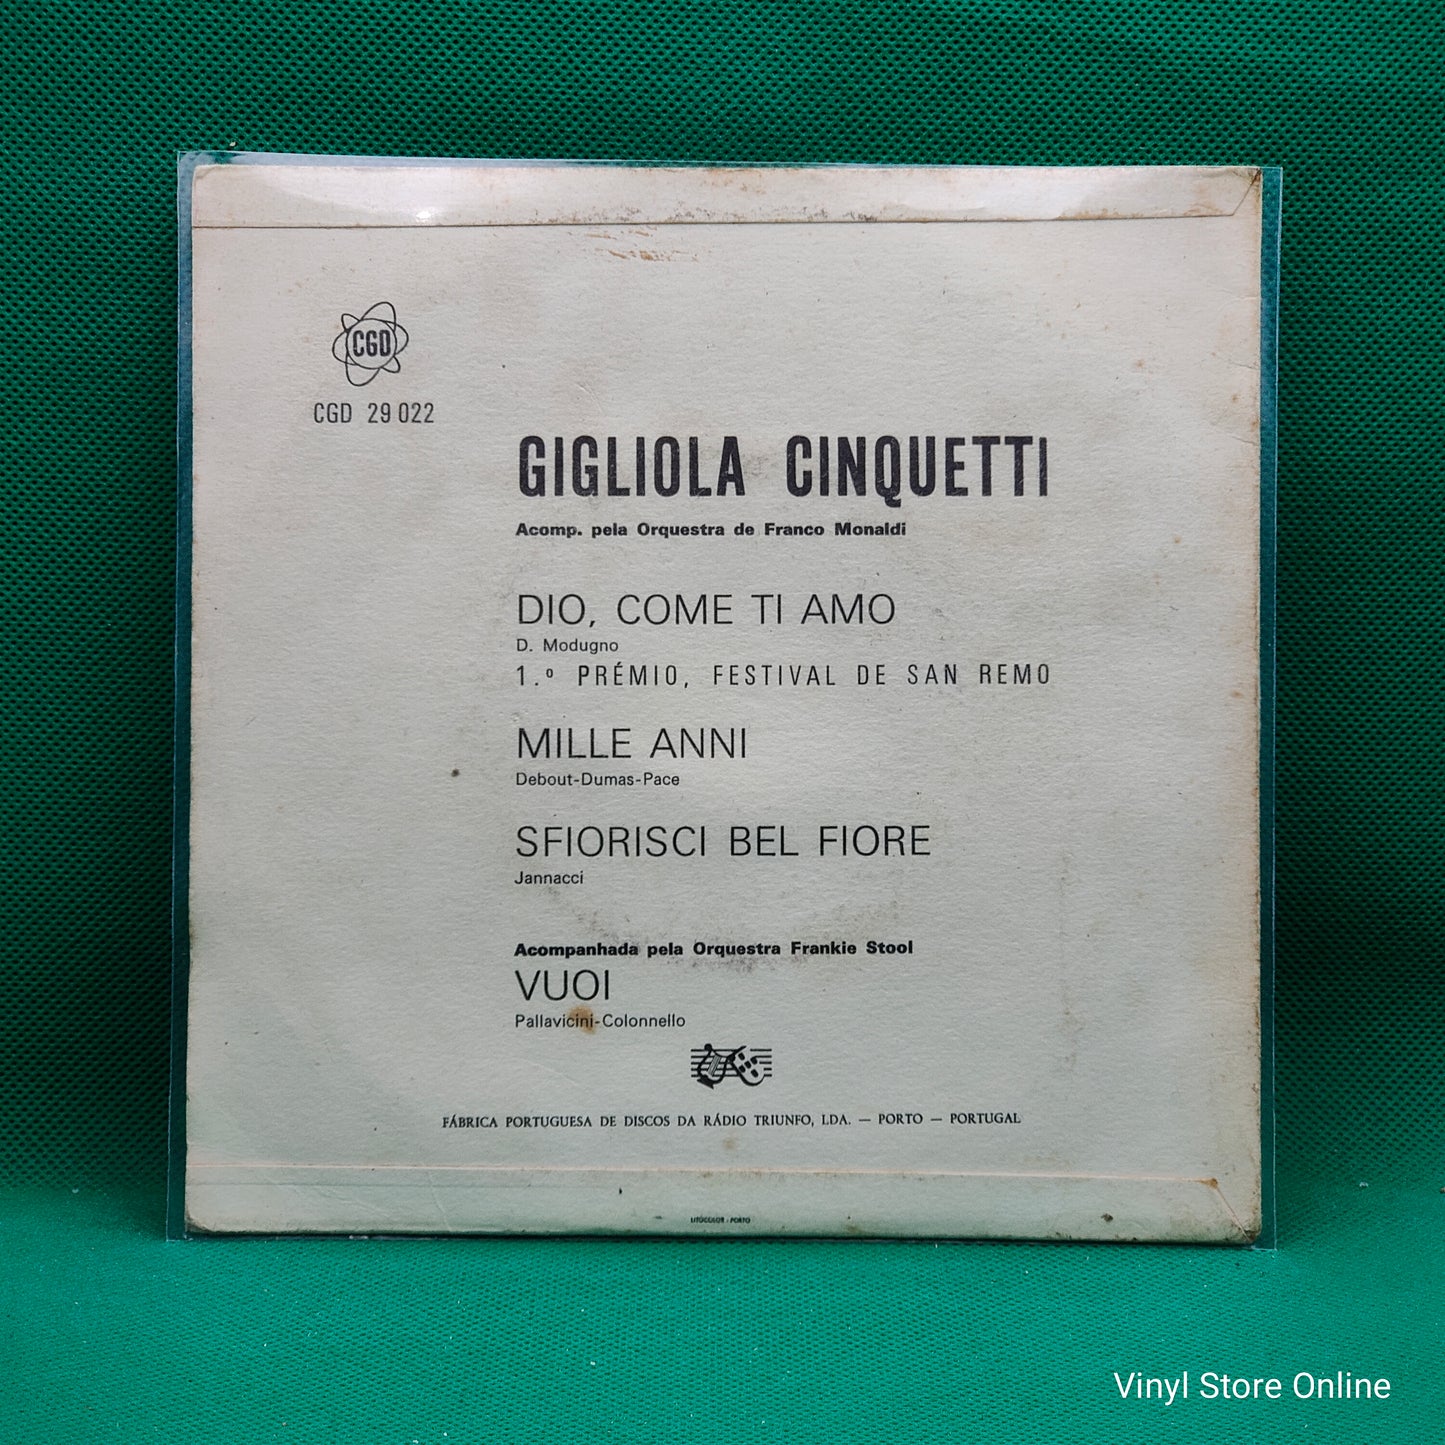 CGD
CGD 29 022
GIGLIOLA CINQUETTI
Acomp. pela Orquestra de Franco Monaldi
DIO, COME TI AMO
D. Modugno
1.º PRÉMIO, FESTIVAL DE SAN REMO
MILLE ANNI
Debout-Dumas-Pace
SFIORISCI BEL FIORE
Jannacci
Acompanhada pela Orquestra Frankie Stool
VUOI
Pallavicini-Colonnello
FÁBRICA PORTUGUESA DE DISCOS DA RÁDIO TRIUNFO, LDA. — PORTO — PORTUGAL
LITOCOLOR - PORTO
Vinyl Store Online